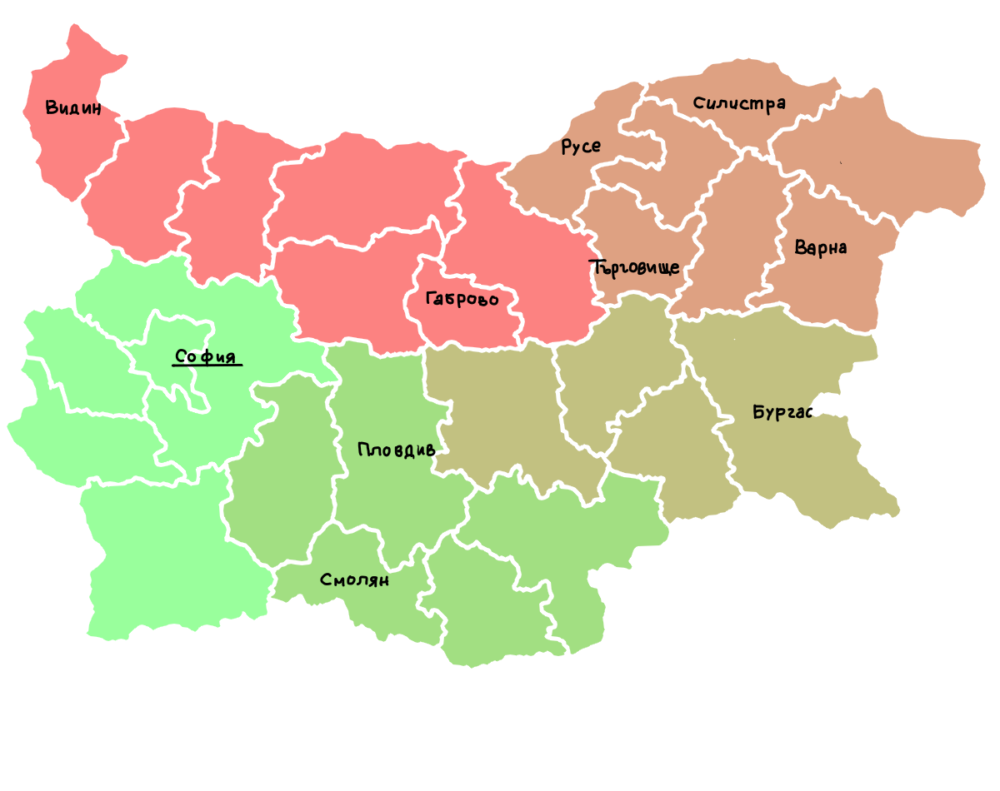 Видин
Силистра
Русе
Варна
Търговище
Габрово
София
Бургас
Пловдив
Смолян